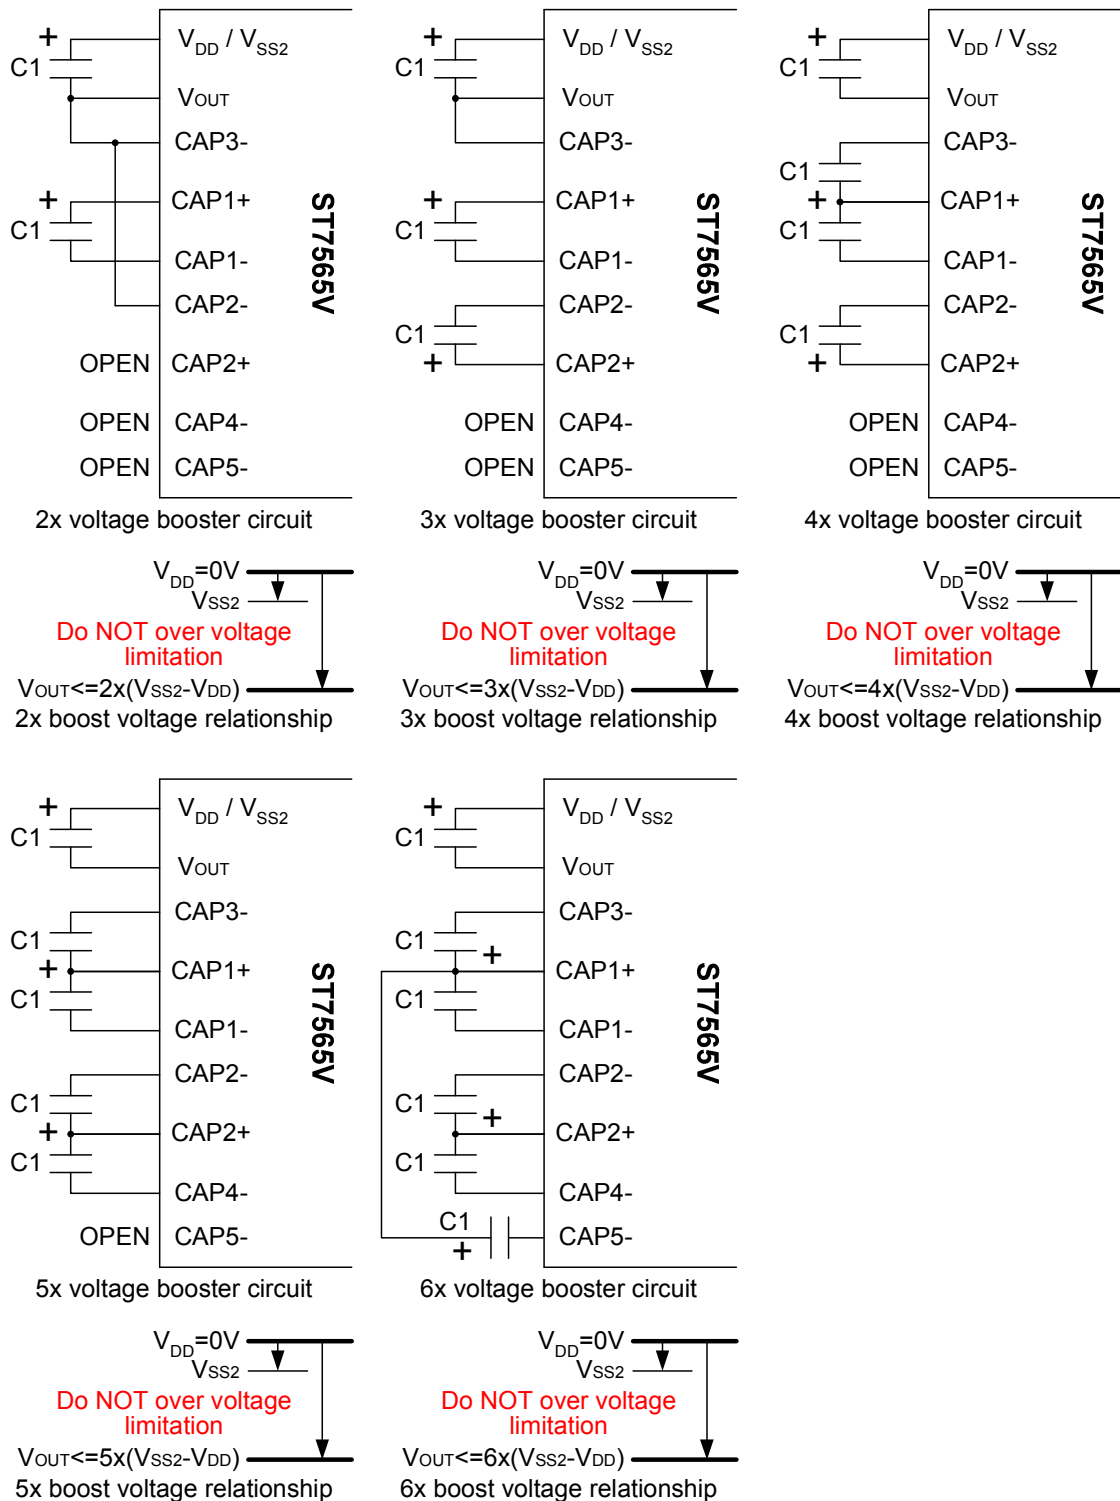 +
VDD / VSS2
C1
VOUT
CAP3-
+
CAP1+
C1
CAP1-
CAP2-
OPEN CAP2+
OPEN CAP4-
OPEN CAP5-
ST7565V
2x voltage booster circuit
VDD=0V
VSS2
Do NOT over voltage
limitation
VOUT<=2x(VSS2-VDD)
2x boost voltage relationship
+
VDD / VSS2
C1
VOUT
CAP3-
+
CAP1+
C1
CAP1-
CAP2-
C1
+
CAP2+
OPEN CAP4-
OPEN CAP5-
ST7565V
3x voltage booster circuit
VDD=0V
VSS2
Do NOT over voltage
limitation
VOUT<=3x(VSS2-VDD)
3x boost voltage relationship
+
VDD / VSS2
C1
VOUT
CAP3-
C1
+
CAP1+
C1
CAP1-
CAP2-
C1
+
CAP2+
OPEN CAP4-
OPEN CAP5-
ST7565V
4x voltage booster circuit
VDD=0V
VSS2
Do NOT over voltage
limitation
VOUT<=4x(VSS2-VDD)
4x boost voltage relationship
+
VDD / VSS2
C1
VOUT
CAP3-
C1
+
CAP1+
C1
CAP1-
CAP2-
C1
+
CAP2+
C1
CAP4-
OPEN CAP5-
ST7565V
5x voltage booster circuit
VDD=0V
VSS2
Do NOT over voltage
limitation
VOUT<=5x(VSS2-VDD)
5x boost voltage relationship
+
VDD / VSS2
C1
VOUT
CAP3-
C1
+
CAP1+
C1
CAP1-
CAP2-
C1
+
CAP2+
C1
CAP4-
C1
+
CAP5-
ST7565V
6x voltage booster circuit
VDD=0V
VSS2
Do NOT over voltage
limitation
VOUT<=6x(VSS2-VDD)
6x boost voltage relationship